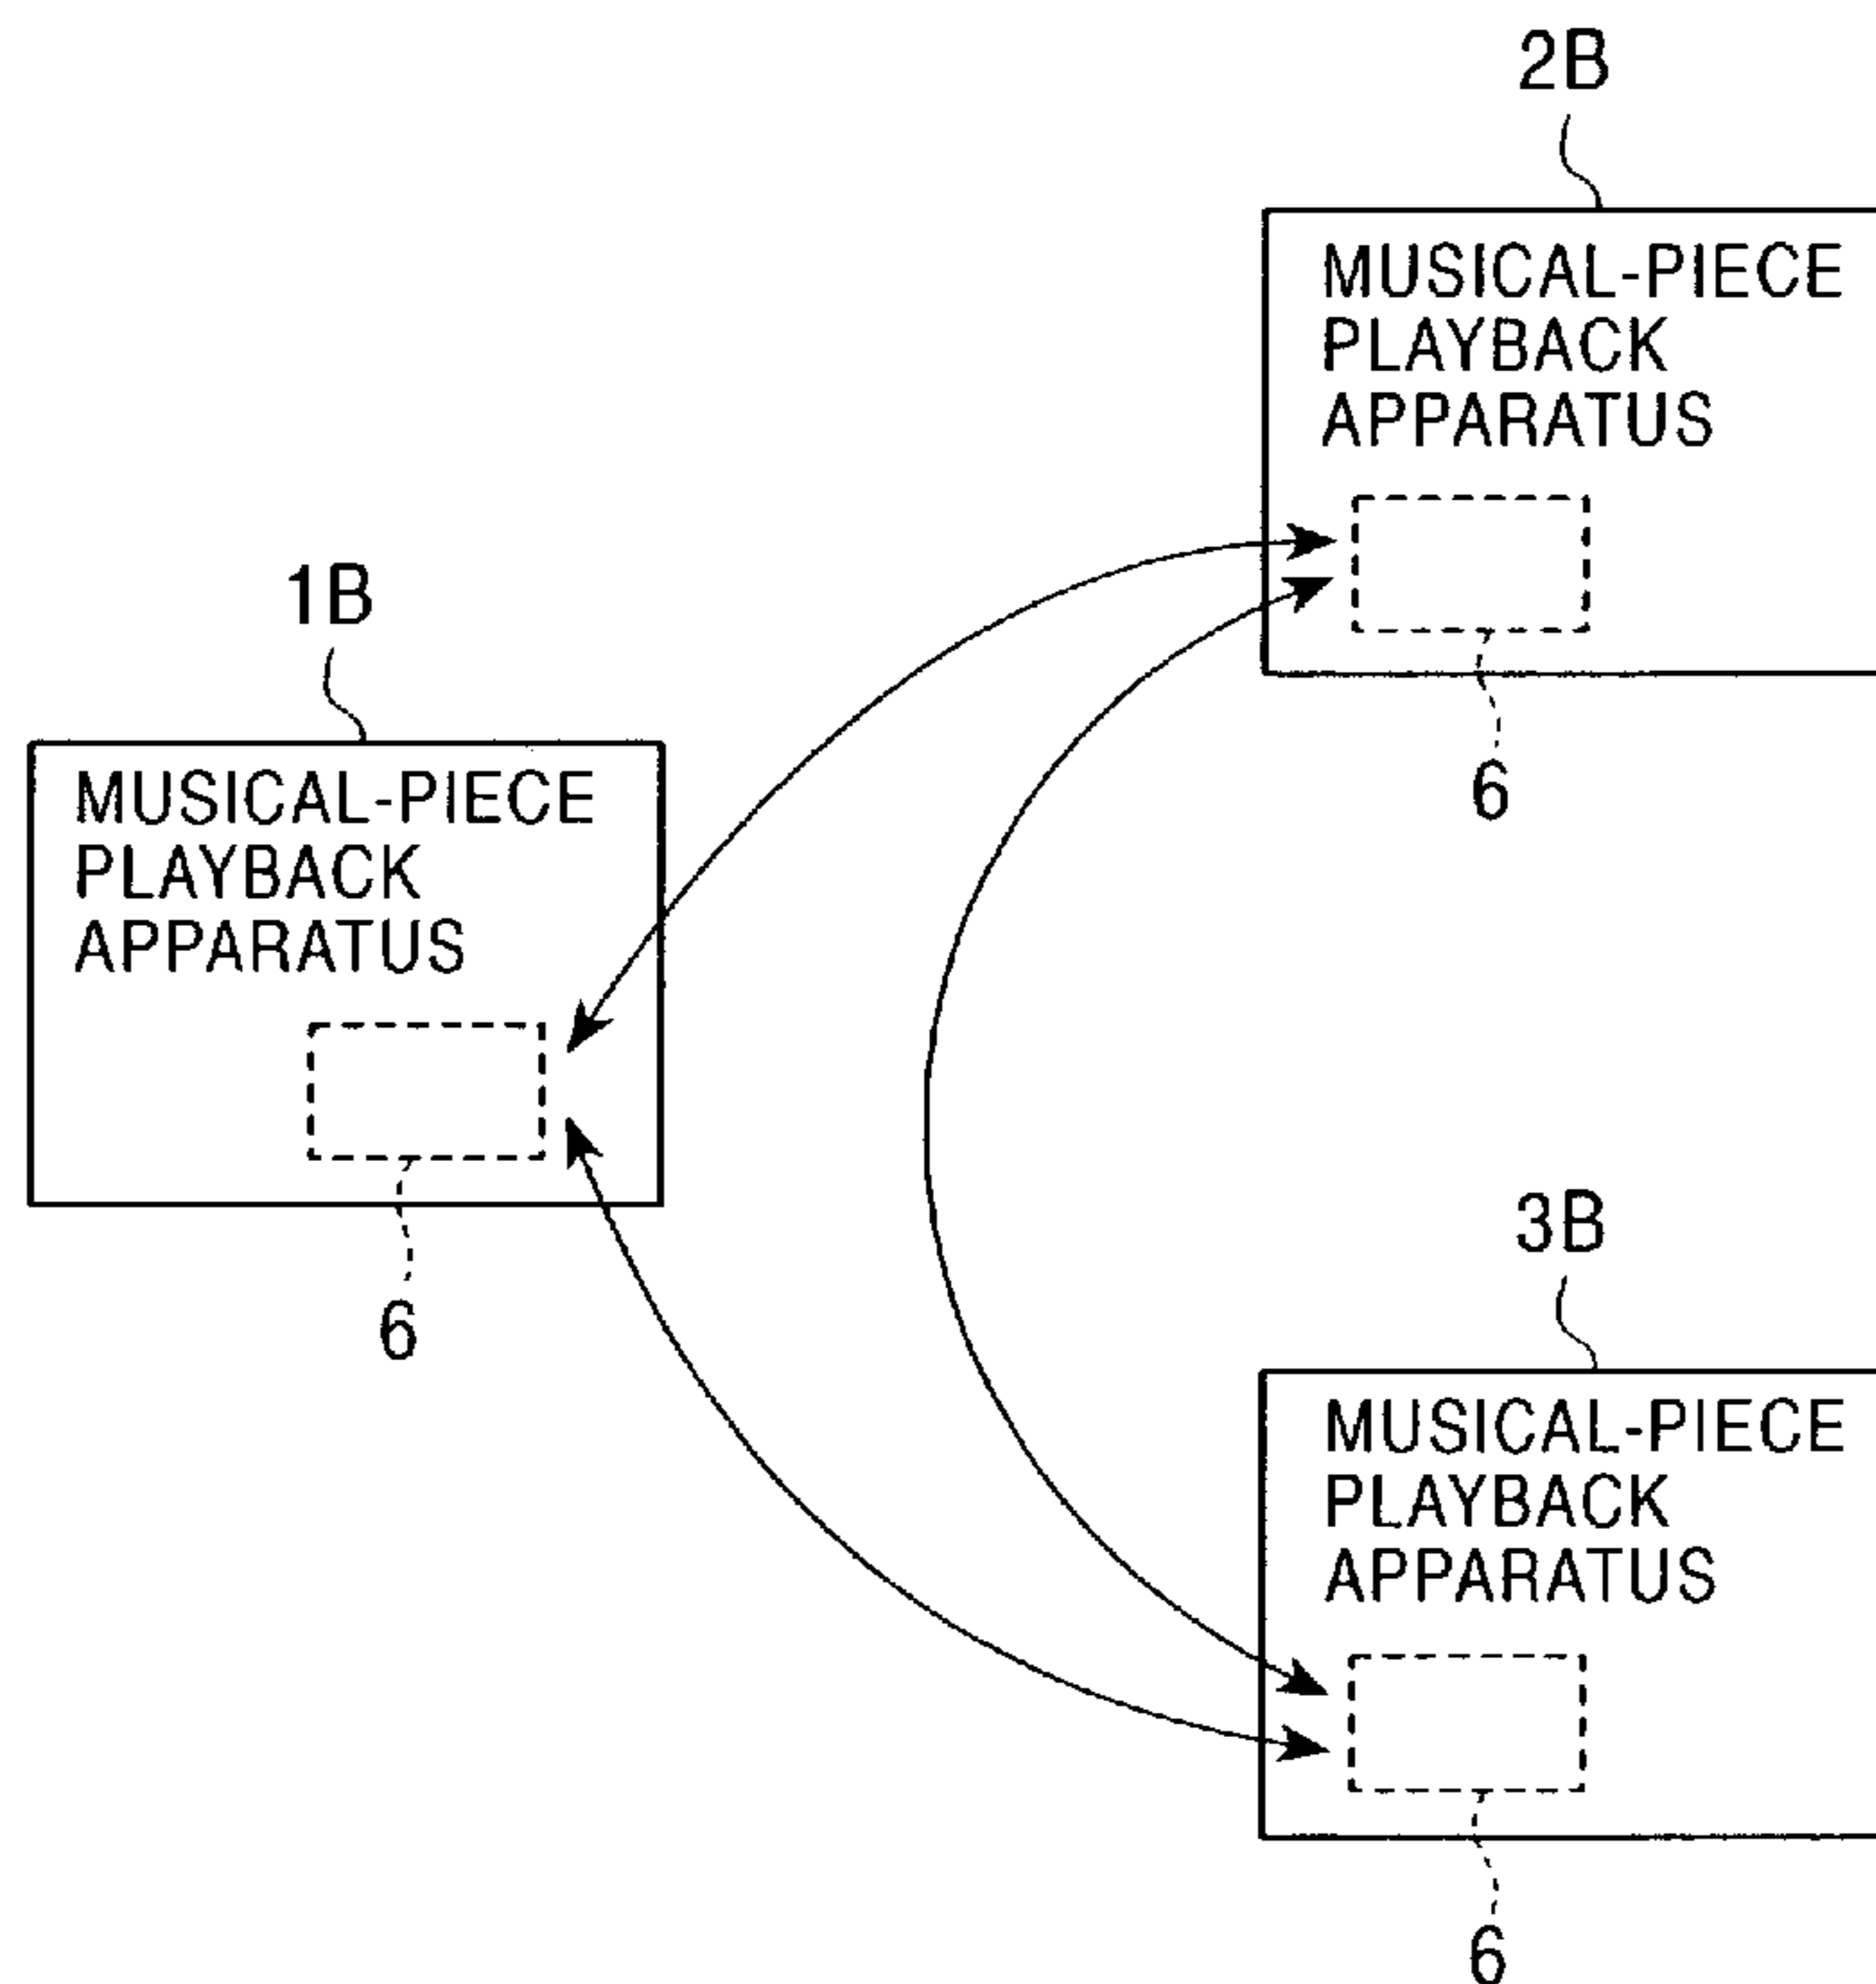 2B
MUSICAL-PIECE
PLAYBACK
APPARATUS
6
1B
MUSICAL-PIECE
PLAYBACK
APPARATUS
6
3B
MUSICAL-PIECE
PLAYBACK
APPARATUS
6